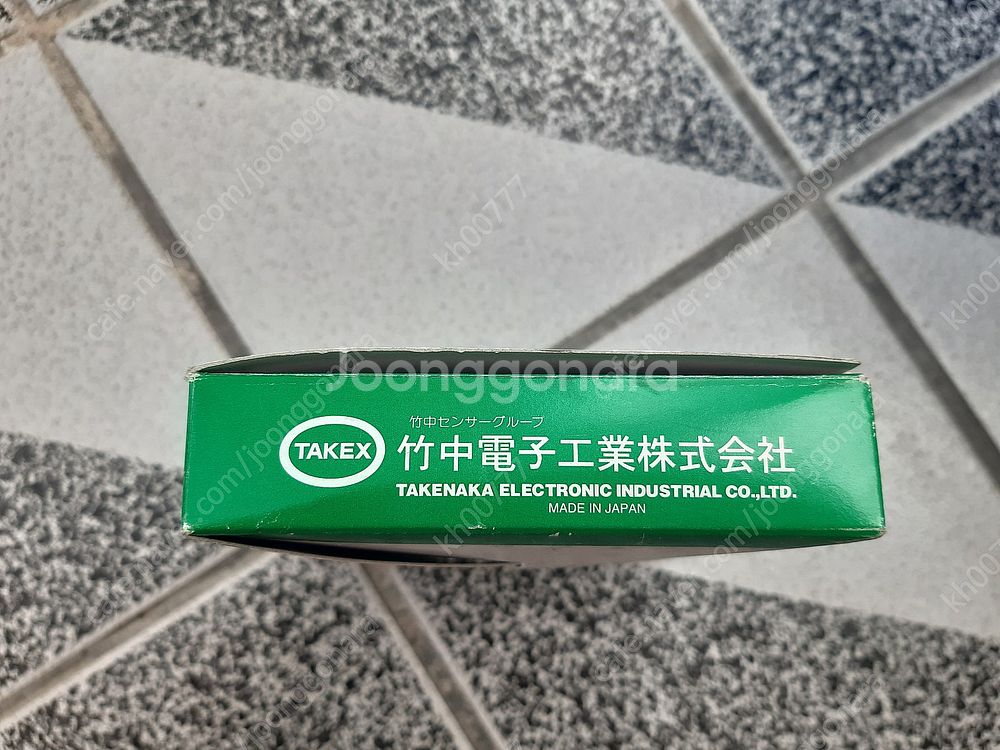 Joonggonara
竹中センサーグループ
TAKEX
竹中電子工業株式会社
TAKENAKA ELECTRONIC INDUSTRIAL CO.,LTD.
MADE IN JAPAN
cafe.naver.com/joonggonara
kh00777